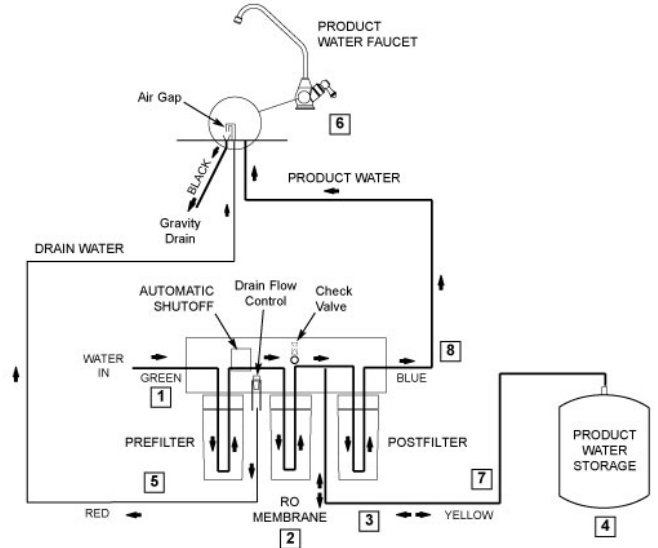 PRODUCT
WATER FAUCET
Air Gap
6
BLACK
PRODUCT WATER
Gravity
Drain
DRAIN WATER
AUTOMATIC
SHUTOFF
Drain Flow
Control
Check
Valve
WATER
IN
GREEN
BLUE
8
1
PREFILTER
POSTFILTER
PRODUCT
WATER
STORAGE
5
7
RED
RO
MEMBRANE
3
YELLOW
4
2